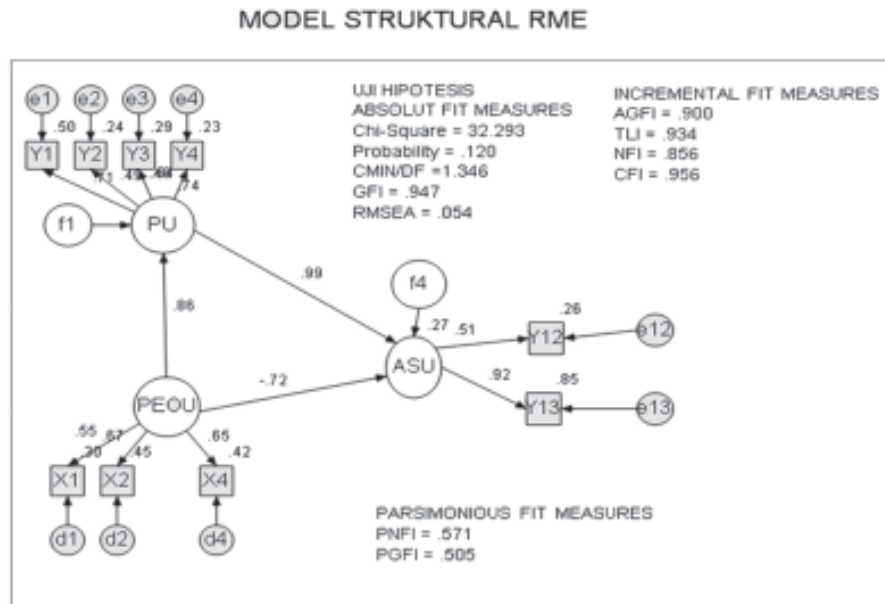 MODEL STRUKTURAL RME
e1 e2 e3 e4
.50 .24 .29 .23
Y1 Y2 Y3 Y4
.71 .49 .74
f1 PU
.86
.99
PEOU
-.72
f4
.27 .51
ASU
.92
.26
Y12 e12
.85
Y13 e13
.55 .67 .65
.30 .45 .42
X1 X2 X4
d1 d2 d4
UJI HIPOTESIS
ABSOLUT FIT MEASURES
Chi-Square = 32.293
Probability = .120
CMIN/DF =1.346
GFI = .947
RMSEA = .054
INCREMENTAL FIT MEASURES
AGFI = .900
TLI = .934
NFI = .856
CFI = .956
PARSIMONIOUS FIT MEASURES
PNFI = .571
PGFI = .505